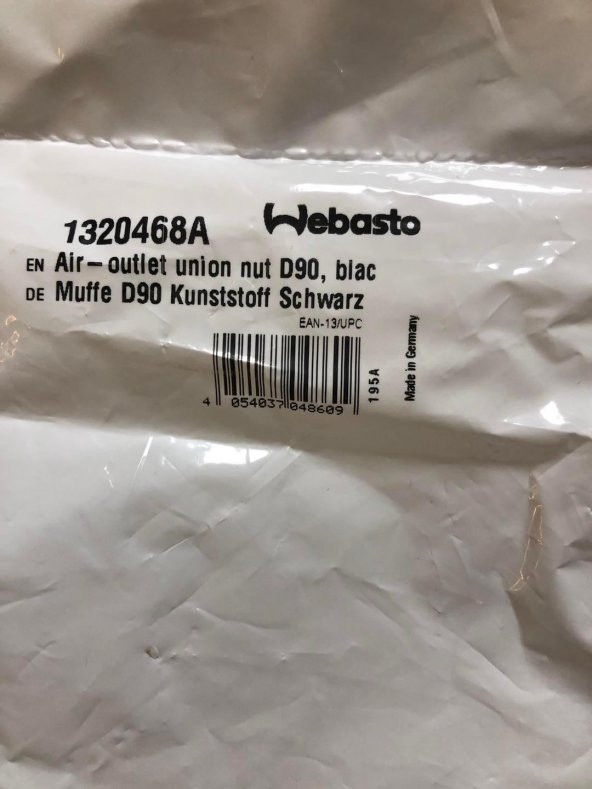 Webasto
1320468A
EN Air-outlet union nut D90, blac
DE Muffe D90 Kunststoff Schwarz
EAN-13/UPC
4 054037 048609
195A
Made in Germany